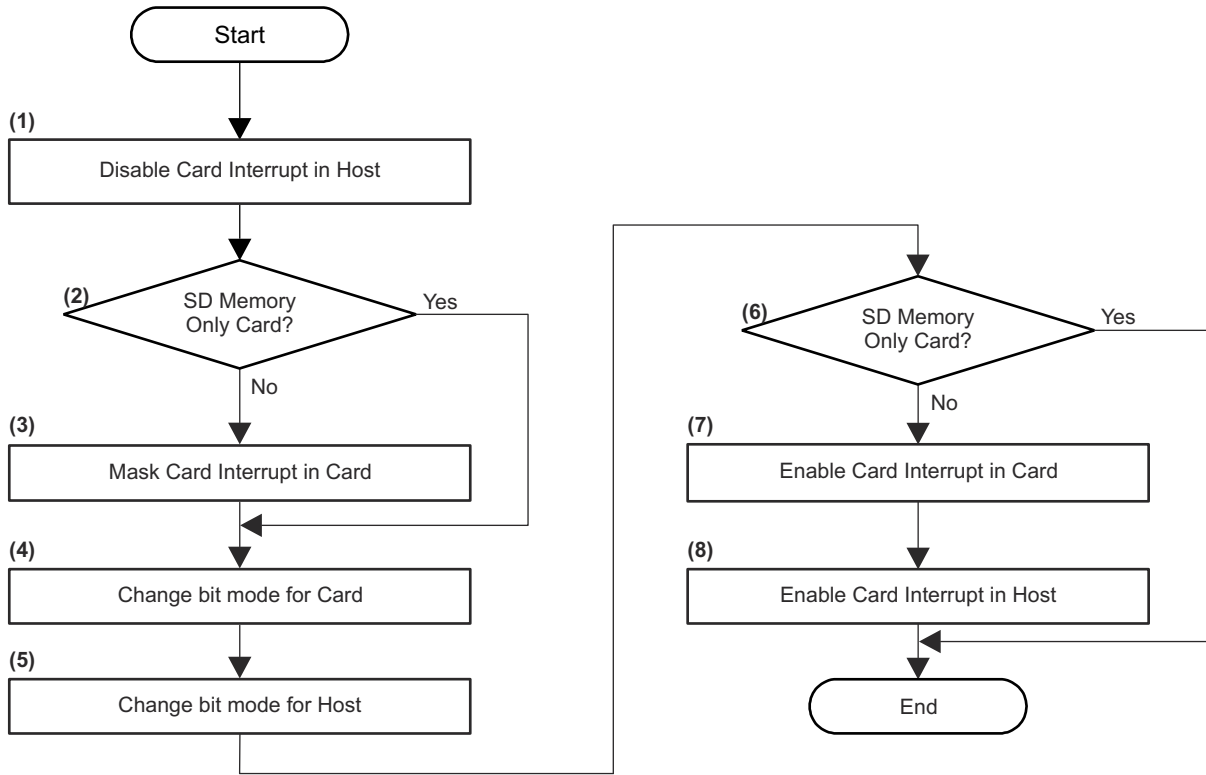 Start
(1)
Disable Card Interrupt in Host
(2)
SD Memory
Only Card?
Yes
No
(3)
Mask Card Interrupt in Card
(4)
Change bit mode for Card
(5)
Change bit mode for Host
(6)
SD Memory
Only Card?
Yes
No
(7)
Enable Card Interrupt in Card
(8)
Enable Card Interrupt in Host
End